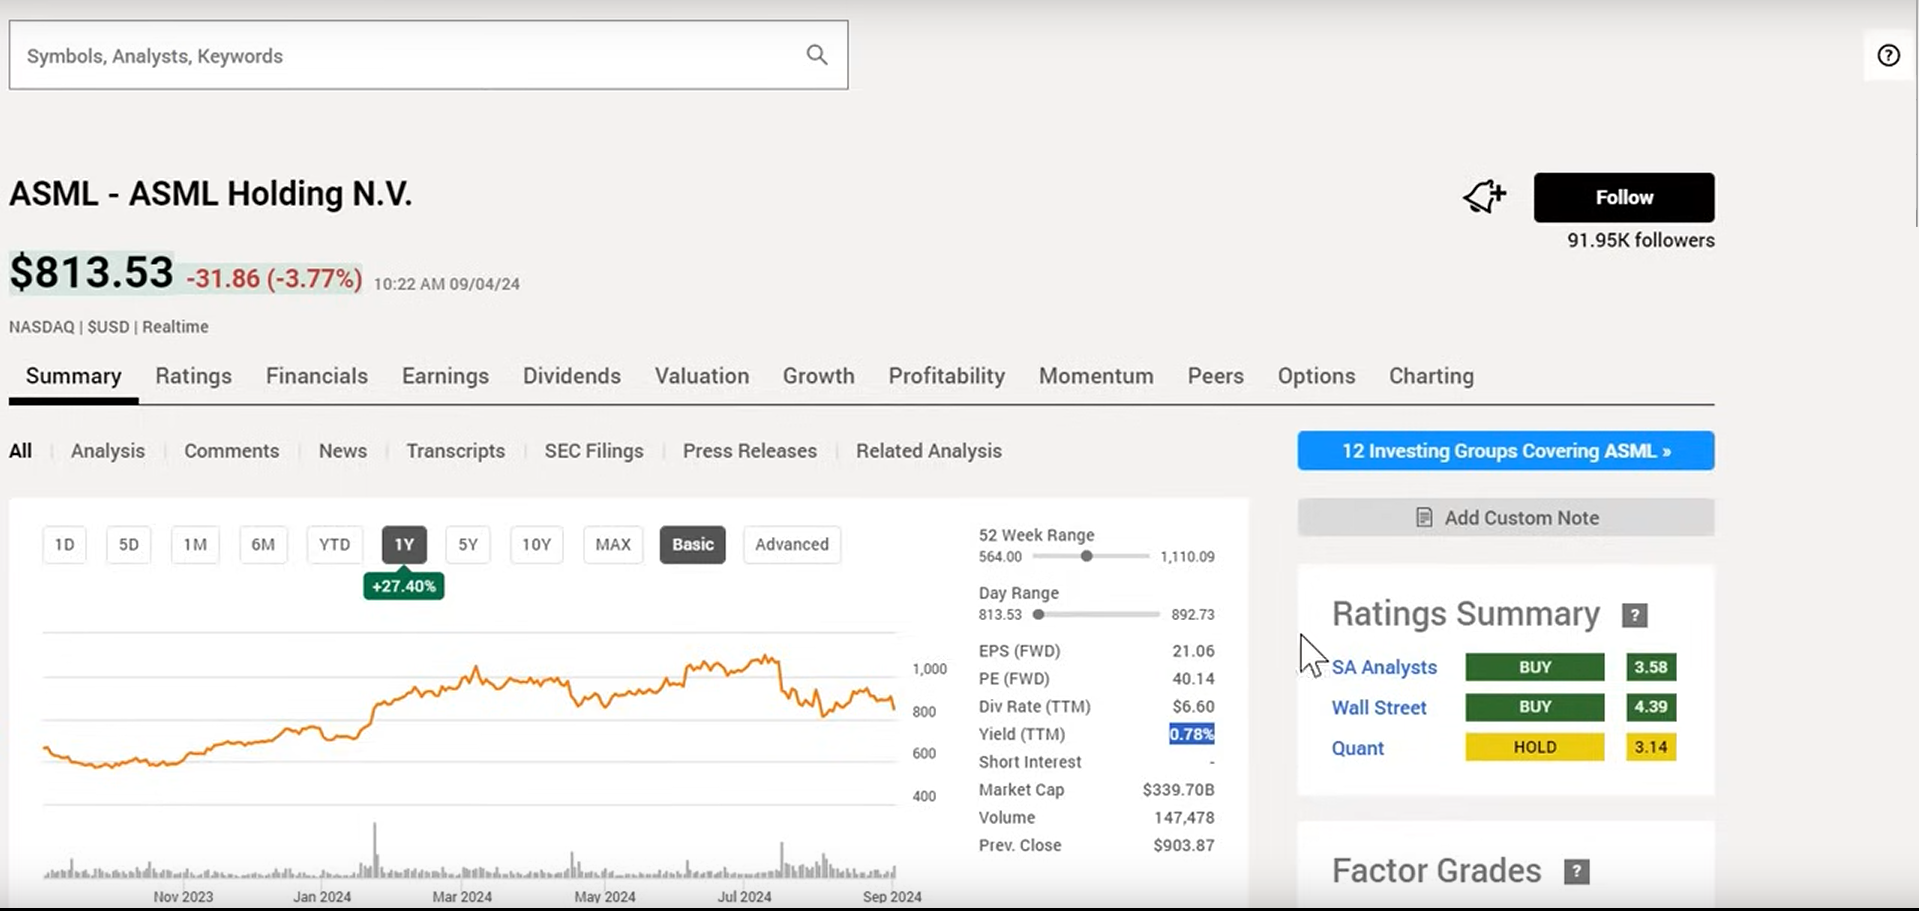 Symbols, Analysts, Keywords
ASML - ASML Holding N.V.
Follow
91.95K followers
$813.53 -31.86 (-3.77%) 10:22 AM 09/04/24
NASDAQ | $USD | Realtime
Summary Ratings Financials Earnings Dividends Valuation Growth Profitability Momentum Peers Options Charting
All Analysis Comments News Transcripts SEC Filings Press Releases Related Analysis
1D 5D 1M 6M YTD 1Y 5Y 10Y MAX Basic Advanced
+27.40%
1,000
800
600
400
Nov 2023 Jan 2024 Mar 2024 May 2024 Jul 2024 Sep 2024
52 Week Range
564.00 1,110.09
Day Range
813.53 892.73
EPS (FWD) 21.06
PE (FWD) 40.14
Div Rate (TTM) $6.60
Yield (TTM) 0.78%
Short Interest -
Market Cap $339.70B
Volume 147,478
Prev. Close $903.87
12 Investing Groups Covering ASML »
Add Custom Note
Ratings Summary ?
SA Analysts BUY 3.58
Wall Street BUY 4.39
Quant HOLD 3.14
Factor Grades ?